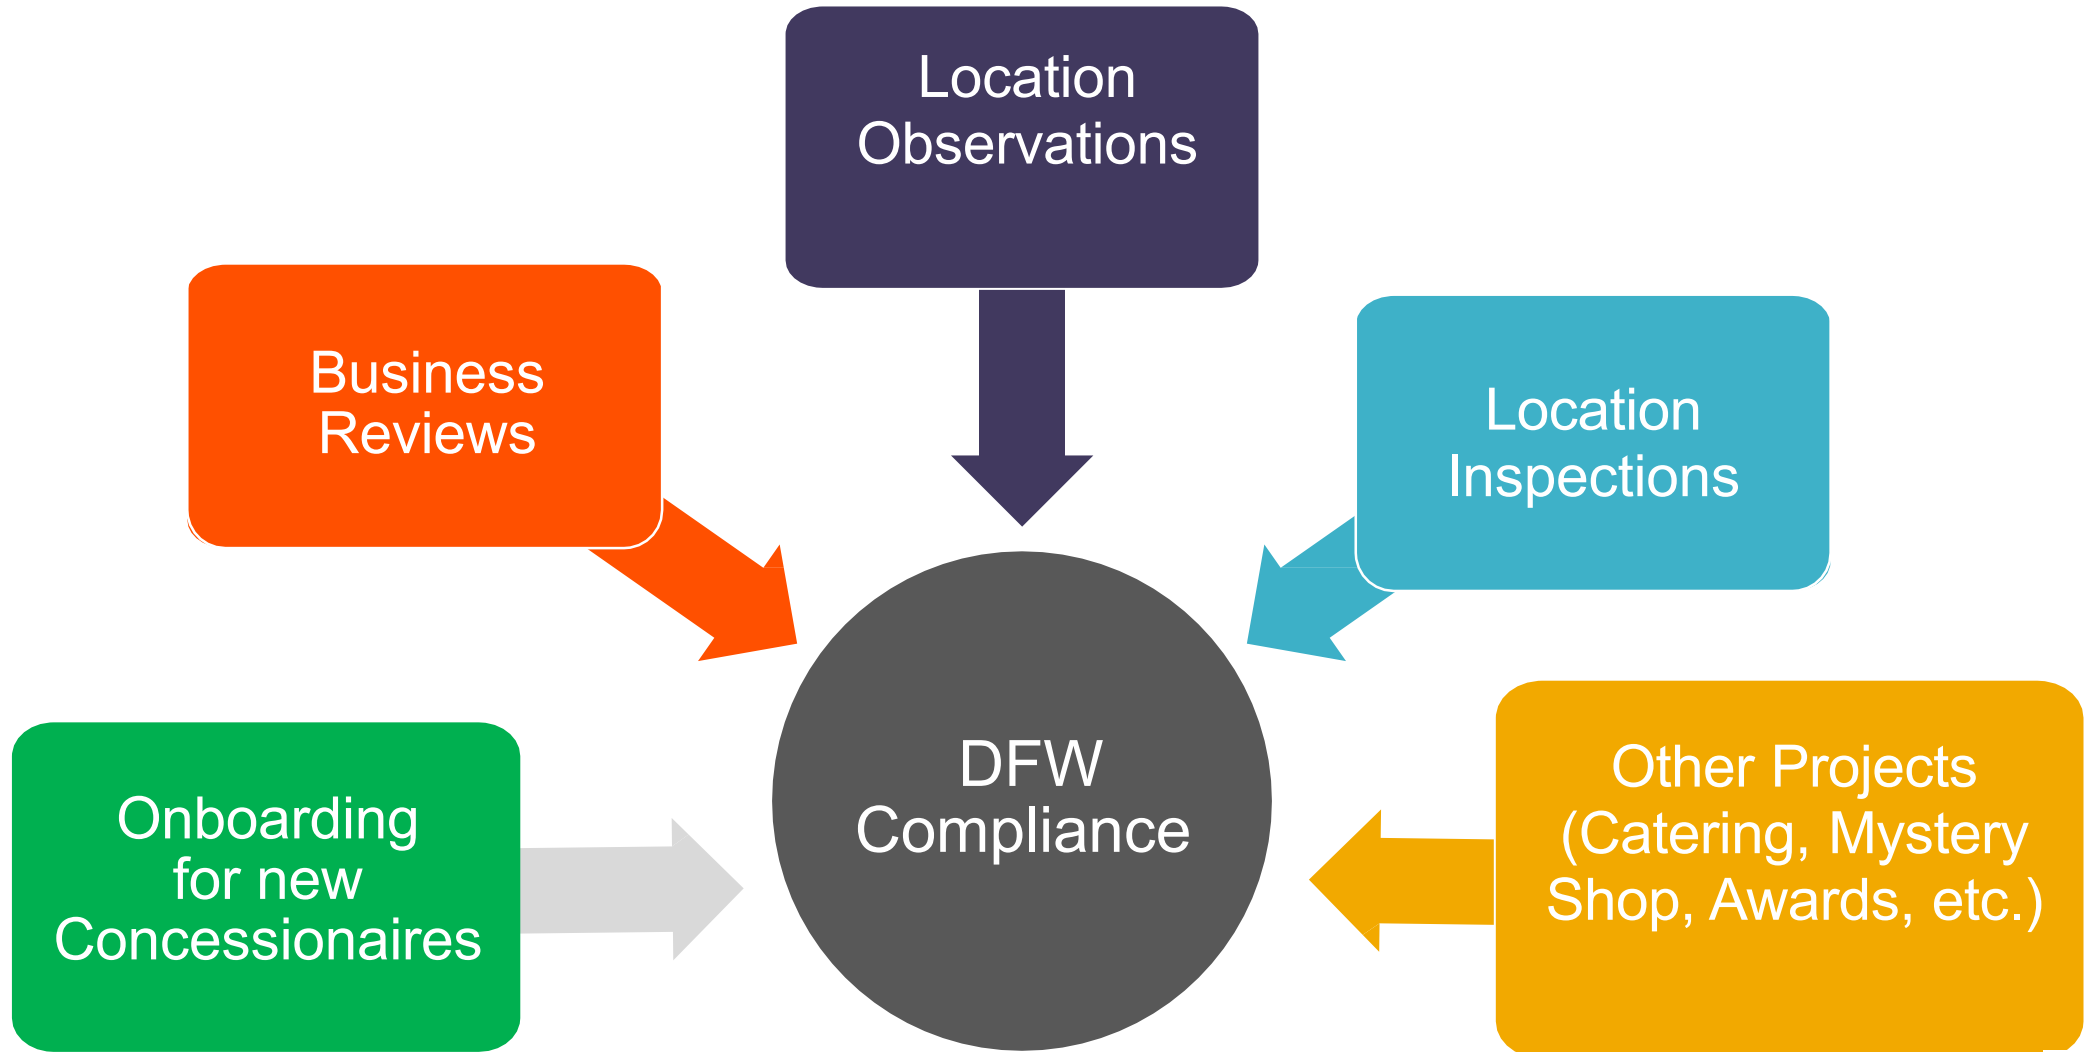 Location
Observations
Business
Reviews
Location
Inspections
Onboarding
for new
Concessionaires
DFW
Compliance
Other Projects
(Catering, Mystery
Shop, Awards, etc.)